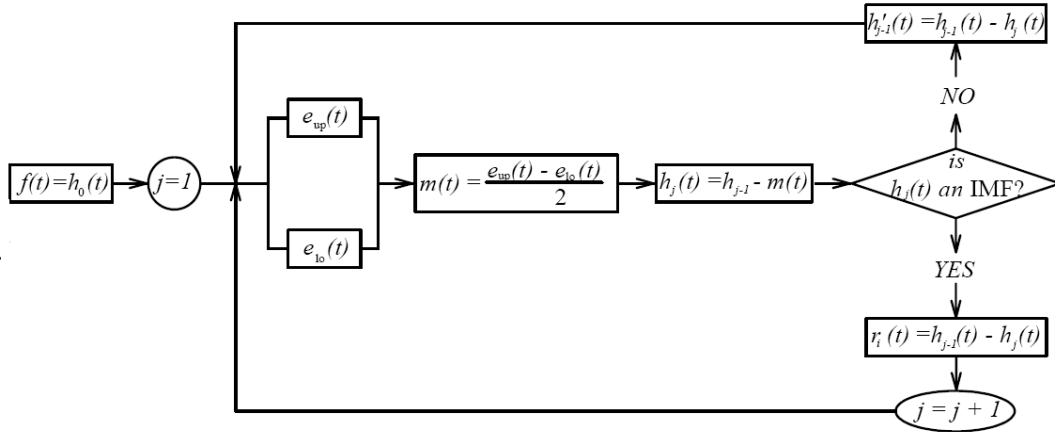 h'j-1(t) = hj-1(t) - hj(t)
NO
eup(t)
f(t)=h0(t)
j=1
m(t) = eup(t) - elo(t) / 2
hj(t) = hj-1 - m(t)
is
hj(t) an IMF?
elo(t)
YES
ri(t) = hj-1(t) - hj(t)
j = j + 1